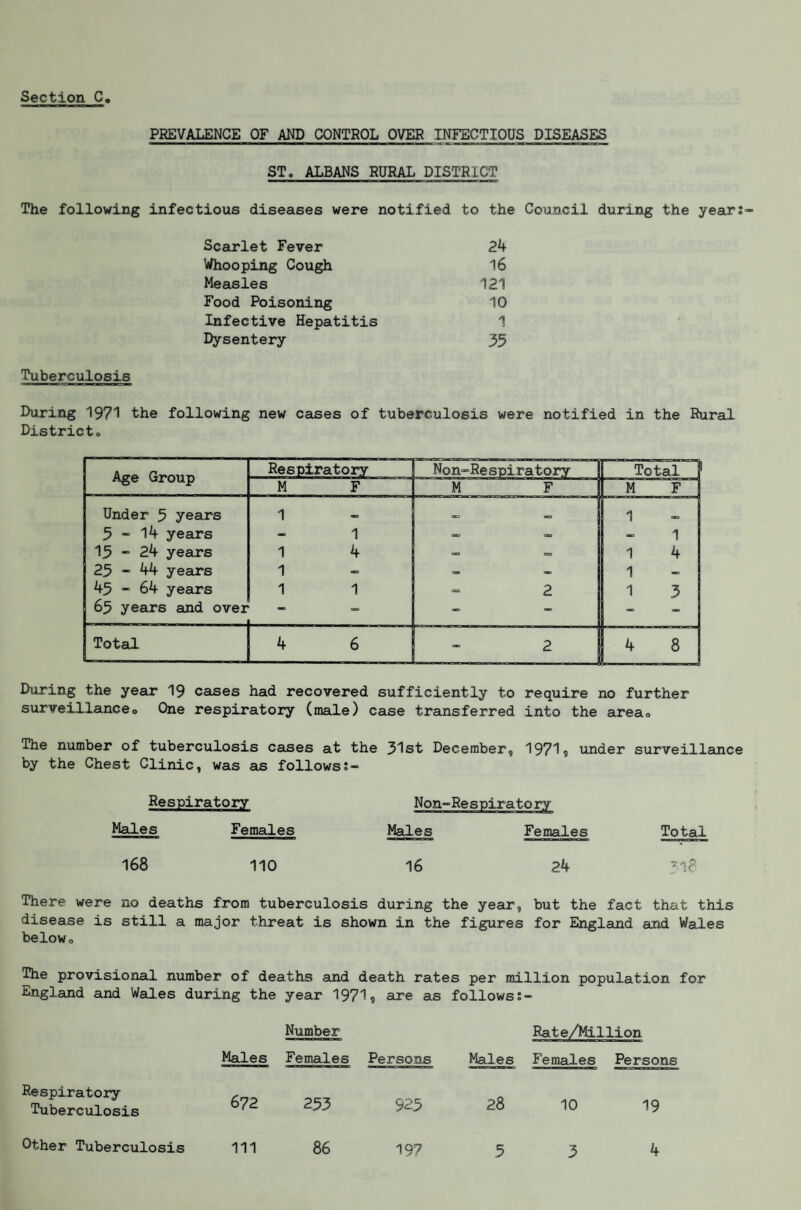 Section C.
PREVALENCE OF AND CONTROL OVER INFECTIOUS DISEASES
ST. ALBANS RURAL DISTRICT
The following infectious diseases were notified to the Council during the year:-
Scarlet Fever 24
Whooping Cough 16
Measles 121
Food Poisoning 10
Infective Hepatitis 1
Dysentery 35
Tuberculosis
During 1971 the following new cases of tuberculosis were notified in the Rural
District.
Age Group Respiratory Non-Respiratory Total
M F M F M F
Under 5 years 1 - - - 1 -
5 - 14 years - 1 - - - 1
15 - 24 years 1 4 - - 1 4
25 - 44 years 1 - - - 1 -
45 - 64 years 1 1 - 2 1 3
65 years and over - - - - - -
Total 4 6 - 2 4 8
During the year 19 cases had recovered sufficiently to require no further
surveillance. One respiratory (male) case transferred into the area.
The number of tuberculosis cases at the 31st December, 1971, under surveillance
by the Chest Clinic, was as follows:-
Respiratory Non-Respiratory
Males Females Males Females Total
168 110 16 24 318
There were no deaths from tuberculosis during the year, but the fact that this
disease is still a major threat is shown in the figures for England and Wales
below.
The provisional number of deaths and death rates per million population for
England and Wales during the year 1971, are as follows:-
Number Rate/Million
Males Females Persons Males Females Persons
Respiratory
Tuberculosis 672 253 925 28 10 19
Other Tuberculosis 111 86 197 5 3 4